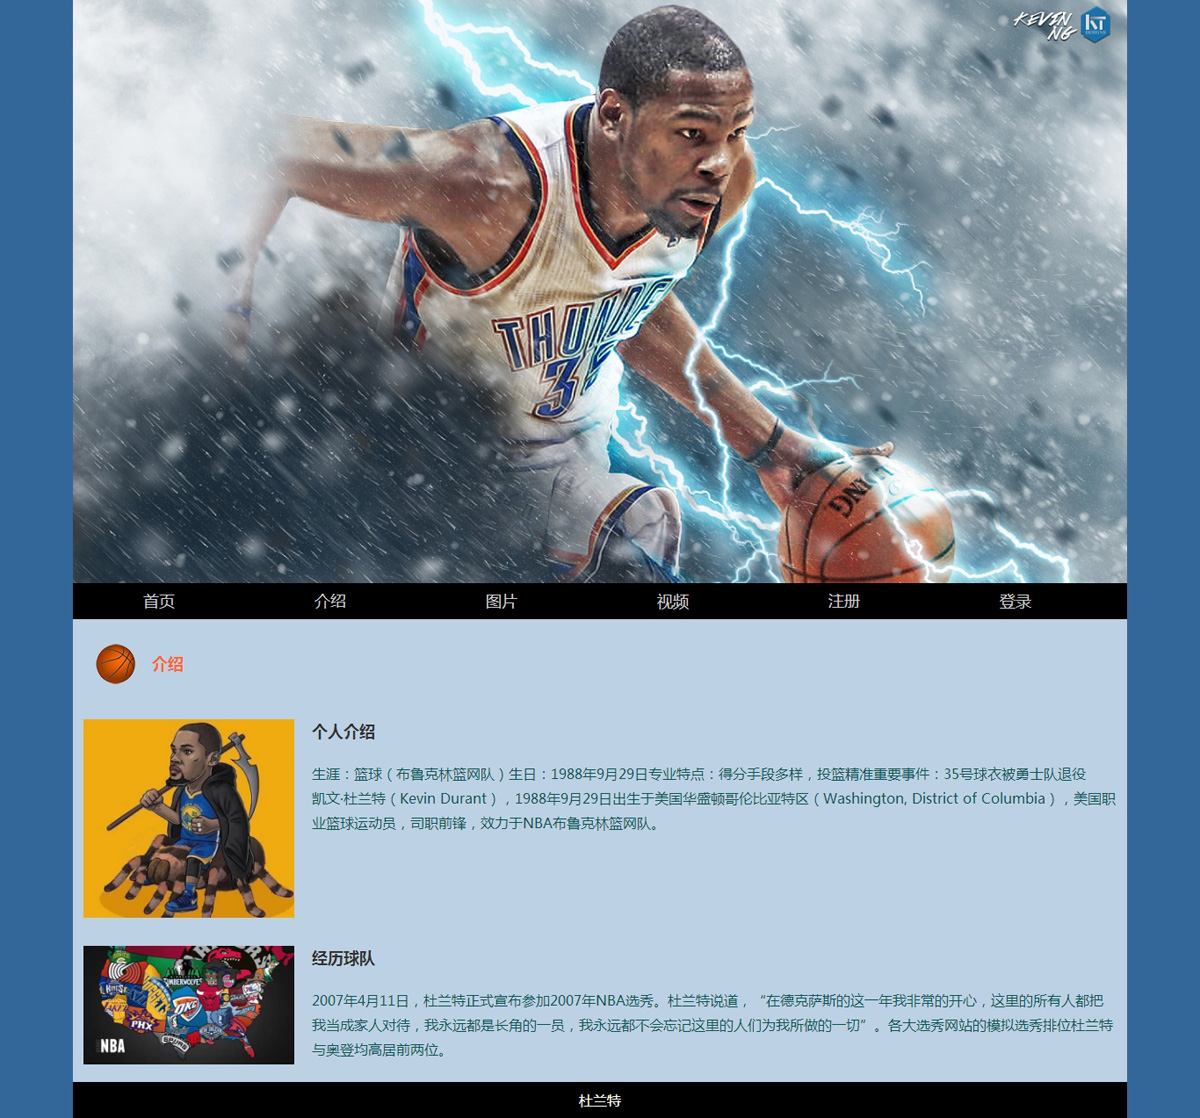 KEVIN
NG
KT
THUNDE
35
首页 介绍 图片 视频 注册 登录
介绍
个人介绍
生涯：篮球（布鲁克林篮网队）生日：1988年9月29日专业特点：得分手段多样，投篮精准重要事件：35号球衣被勇士队退役
凯文·杜兰特（Kevin Durant），1988年9月29日出生于美国华盛顿哥伦比亚特区（Washington, District of Columbia），美国职
业篮球运动员，司职前锋，效力于NBA布鲁克林篮网队。
NBA
经历球队
2007年4月11日，杜兰特正式宣布参加2007年NBA选秀。杜兰特说道，“在德克萨斯的这一年我非常的开心，这里的所有人都把
我当成家人对待，我永远都是长角的一员，我永远都不会忘记这里的人们为我所做的一切”。各大选秀网站的模拟选秀排位杜兰特
与奥登均高居前两位。
杜兰特